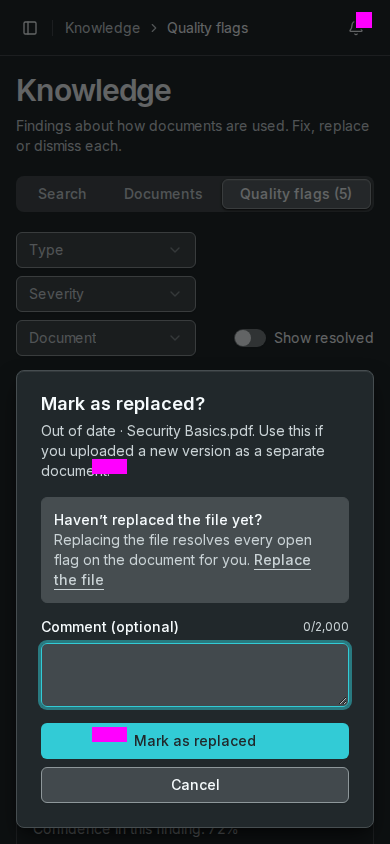 Knowledge > Quality flags
Knowledge
Findings about how documents are used. Fix, replace
or dismiss each.
Search Documents Quality flags (5)
Type
Severity
Document Show resolved
Mark as replaced?
Out of date · Security Basics.pdf. Use this if
you uploaded a new version as a separate
document.
Haven’t replaced the file yet?
Replacing the file resolves every open
flag on the document for you. Replace
the file
Comment (optional) 0/2,000
Mark as replaced
Cancel
Confidence in this finding: 72%